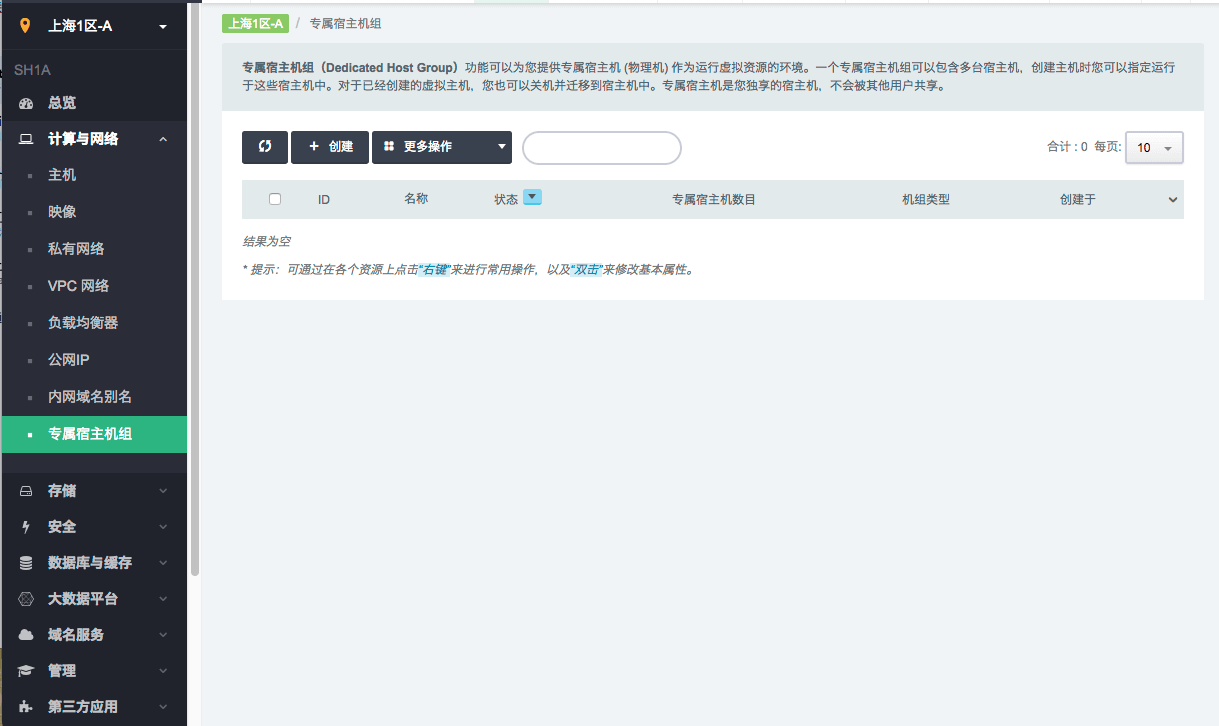 上海1区-A
SH1A
总览
计算与网络
主机
映像
私有网络
VPC 网络
负载均衡器
公网IP
内网域名别名
专属宿主机组
存储
安全
数据库与缓存
大数据平台
域名服务
管理
第三方应用
上海1区-A / 专属宿主机组
专属宿主机组（Dedicated Host Group）功能可以为您提供专属宿主机 (物理机) 作为运行虚拟资源的环境。一个专属宿主机组可以包含多台宿主机，创建主机时您可以指定运行
于这些宿主机中。对于已经创建的虚拟主机，您也可以关机并迁移到宿主机中。专属宿主机是您独享的宿主机，不会被其他用户共享。
创建 更多操作 合计 : 0 每页: 10
ID 名称 状态 专属宿主机数目 机组类型 创建于
结果为空
* 提示：可通过在各个资源上点击“右键”来进行常用操作，以及“双击”来修改基本属性。